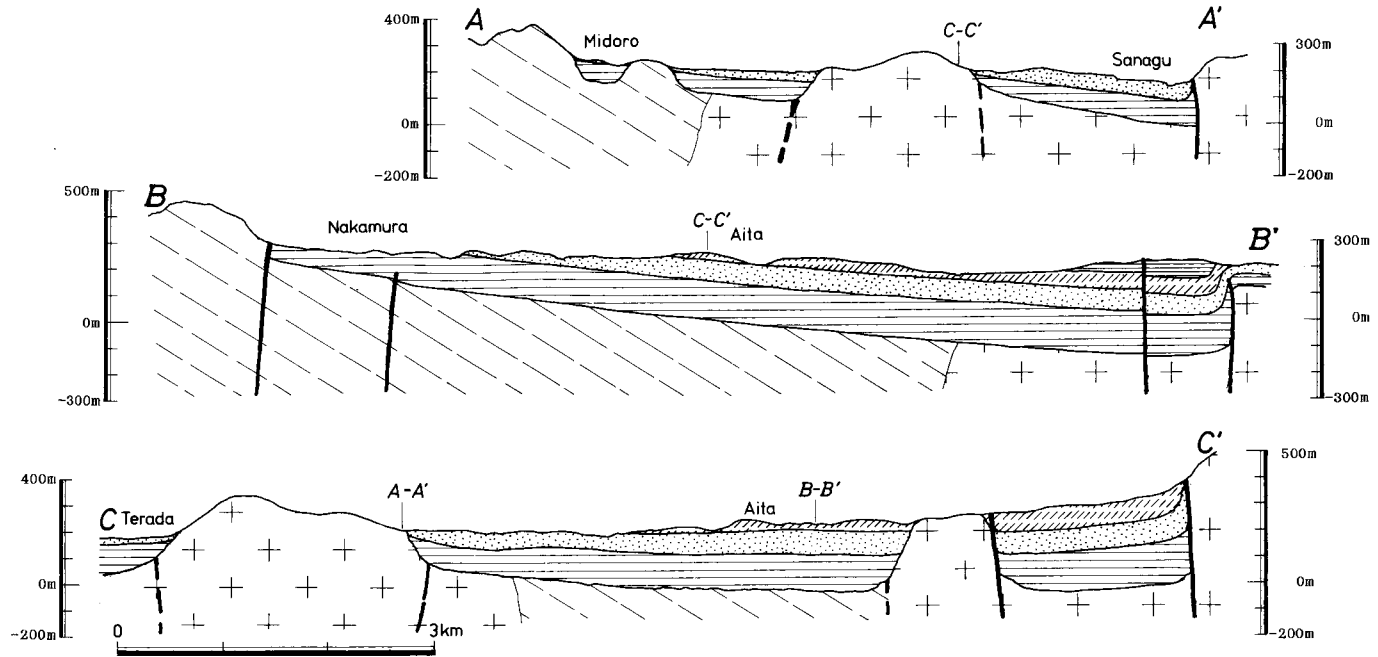 400m
A
Midoro
C-C'
A'
Sanagu
300m
0m
0m
-200m
-200m
500m
B
Nakamura
C-C'
Aita
B'
300m
0m
0m
-300m
-300m
C'
400m
500m
A-A'
B-B'
C
Terada
Aita
0m
0m
-200m
-200m
0
3km